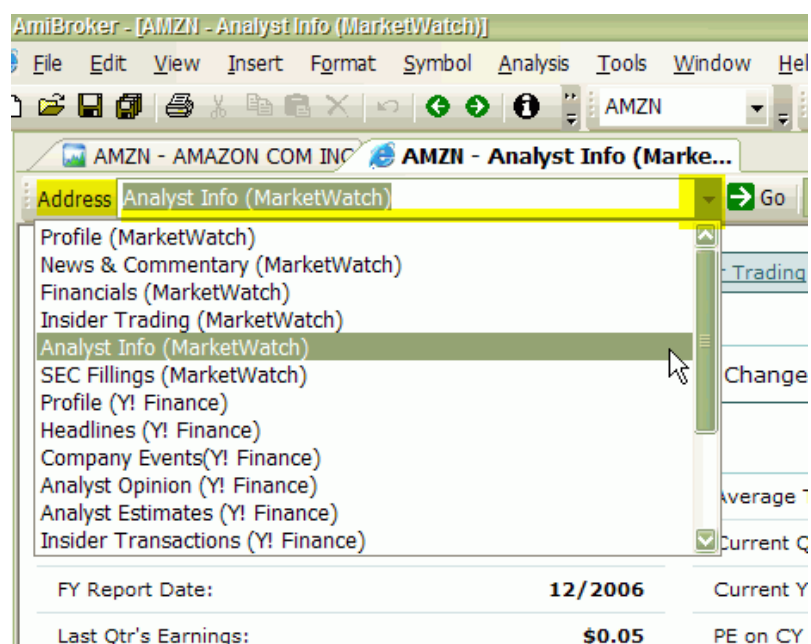 AmiBroker - [AMZN - Analyst Info (MarketWatch)]
File Edit View Insert Format Symbol Analysis Tools Window Hel
AMZN
AMZN - AMAZON COM INC AMZN - Analyst Info (Marke...
Address Analyst Info (MarketWatch) Go
Profile (MarketWatch)
News & Commentary (MarketWatch)
Financials (MarketWatch)
r Trading
Insider Trading (MarketWatch)
Analyst Info (MarketWatch)
SEC Fillings (MarketWatch)
Change
Profile (Y! Finance)
Headlines (Y! Finance)
Company Events(Y! Finance)
Analyst Opinion (Y! Finance)
Average T
Analyst Estimates (Y! Finance)
Insider Transactions (Y! Finance)
Current Q
FY Report Date: 12/2006 Current Y
Last Qtr's Earnings: $0.05 PE on CY